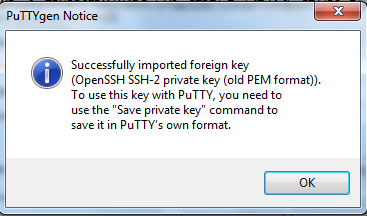 PuTTYgen Notice
Successfully imported foreign key
(OpenSSH SSH-2 private key (old PEM format)).
To use this key with PuTTY, you need to
use the "Save private key" command to
save it in PuTTY's own format.
OK